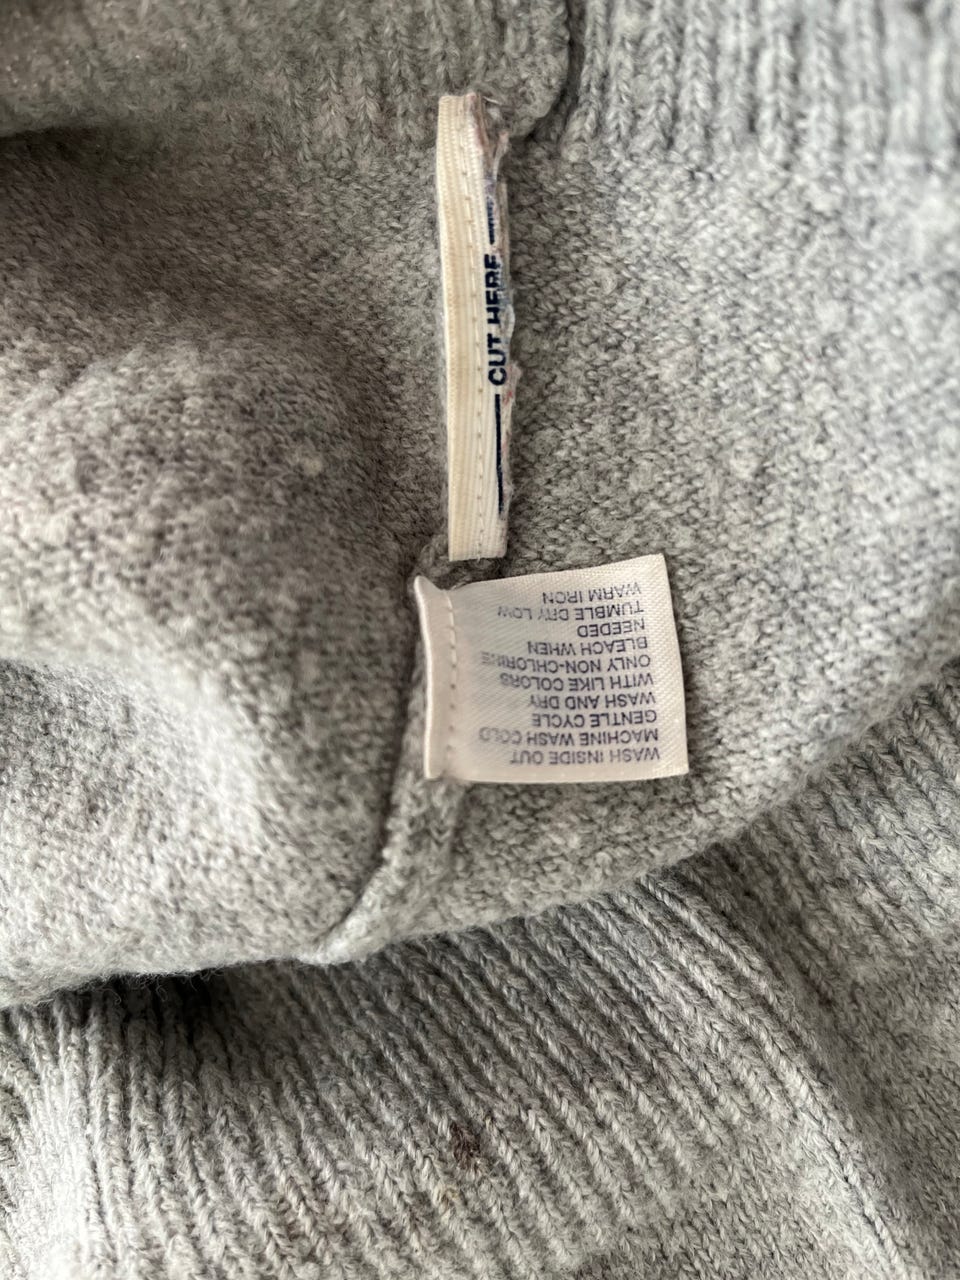 CUT HERE
WASH INSIDE OUT
MACHINE WASH COLD
GENTLE CYCLE
WASH AND DRY
WITH LIKE COLORS
ONLY NON-CHLORINE
BLEACH WHEN
NEEDED
TUMBLE DRY LOW
WARM IRON